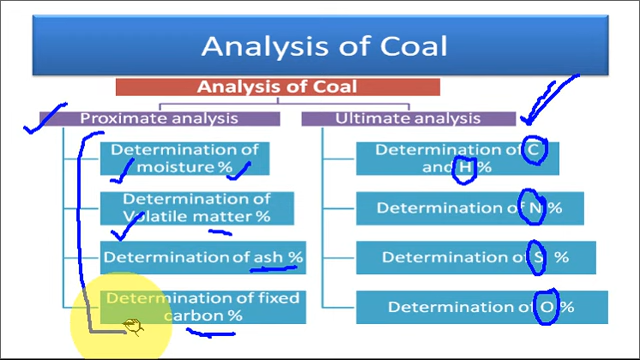 Analysis of Coal
Analysis of Coal
Proximate analysis
Determination of
moisture %
Determination of
Volatile matter %
Determination of ash %
Determination of fixed
carbon %
Ultimate analysis
Determination of C
and H %
Determination of N %
Determination of S %
Determination of O %